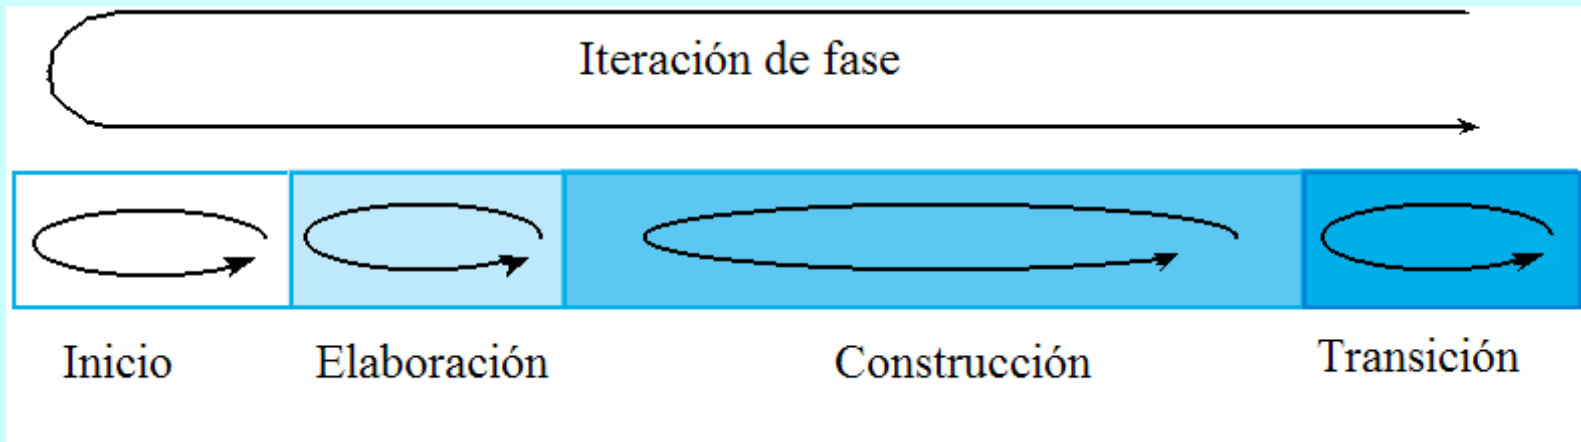 Iteración de fase
Inicio
Elaboración
Construcción
Transición